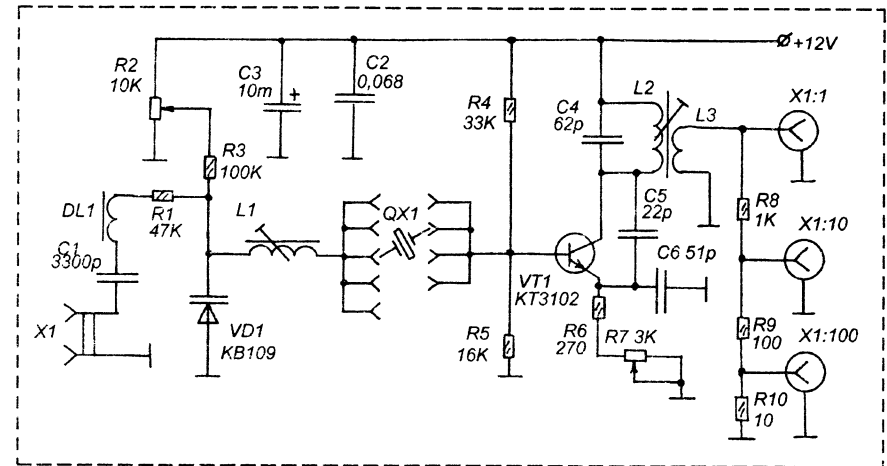 +12V
R2
10K
C3
10m
+
C2
0,068
R4
33K
C4
62p
L2
L3
X1:1
R3
100K
DL1
R1
47K
L1
QX1
C5
22p
R8
1K
X1:10
C1
3300p
VT1
KT3102
C6 51p
X1
VD1
KB109
R5
16K
R6
270
R7 3K
R9
100
X1:100
R10
10